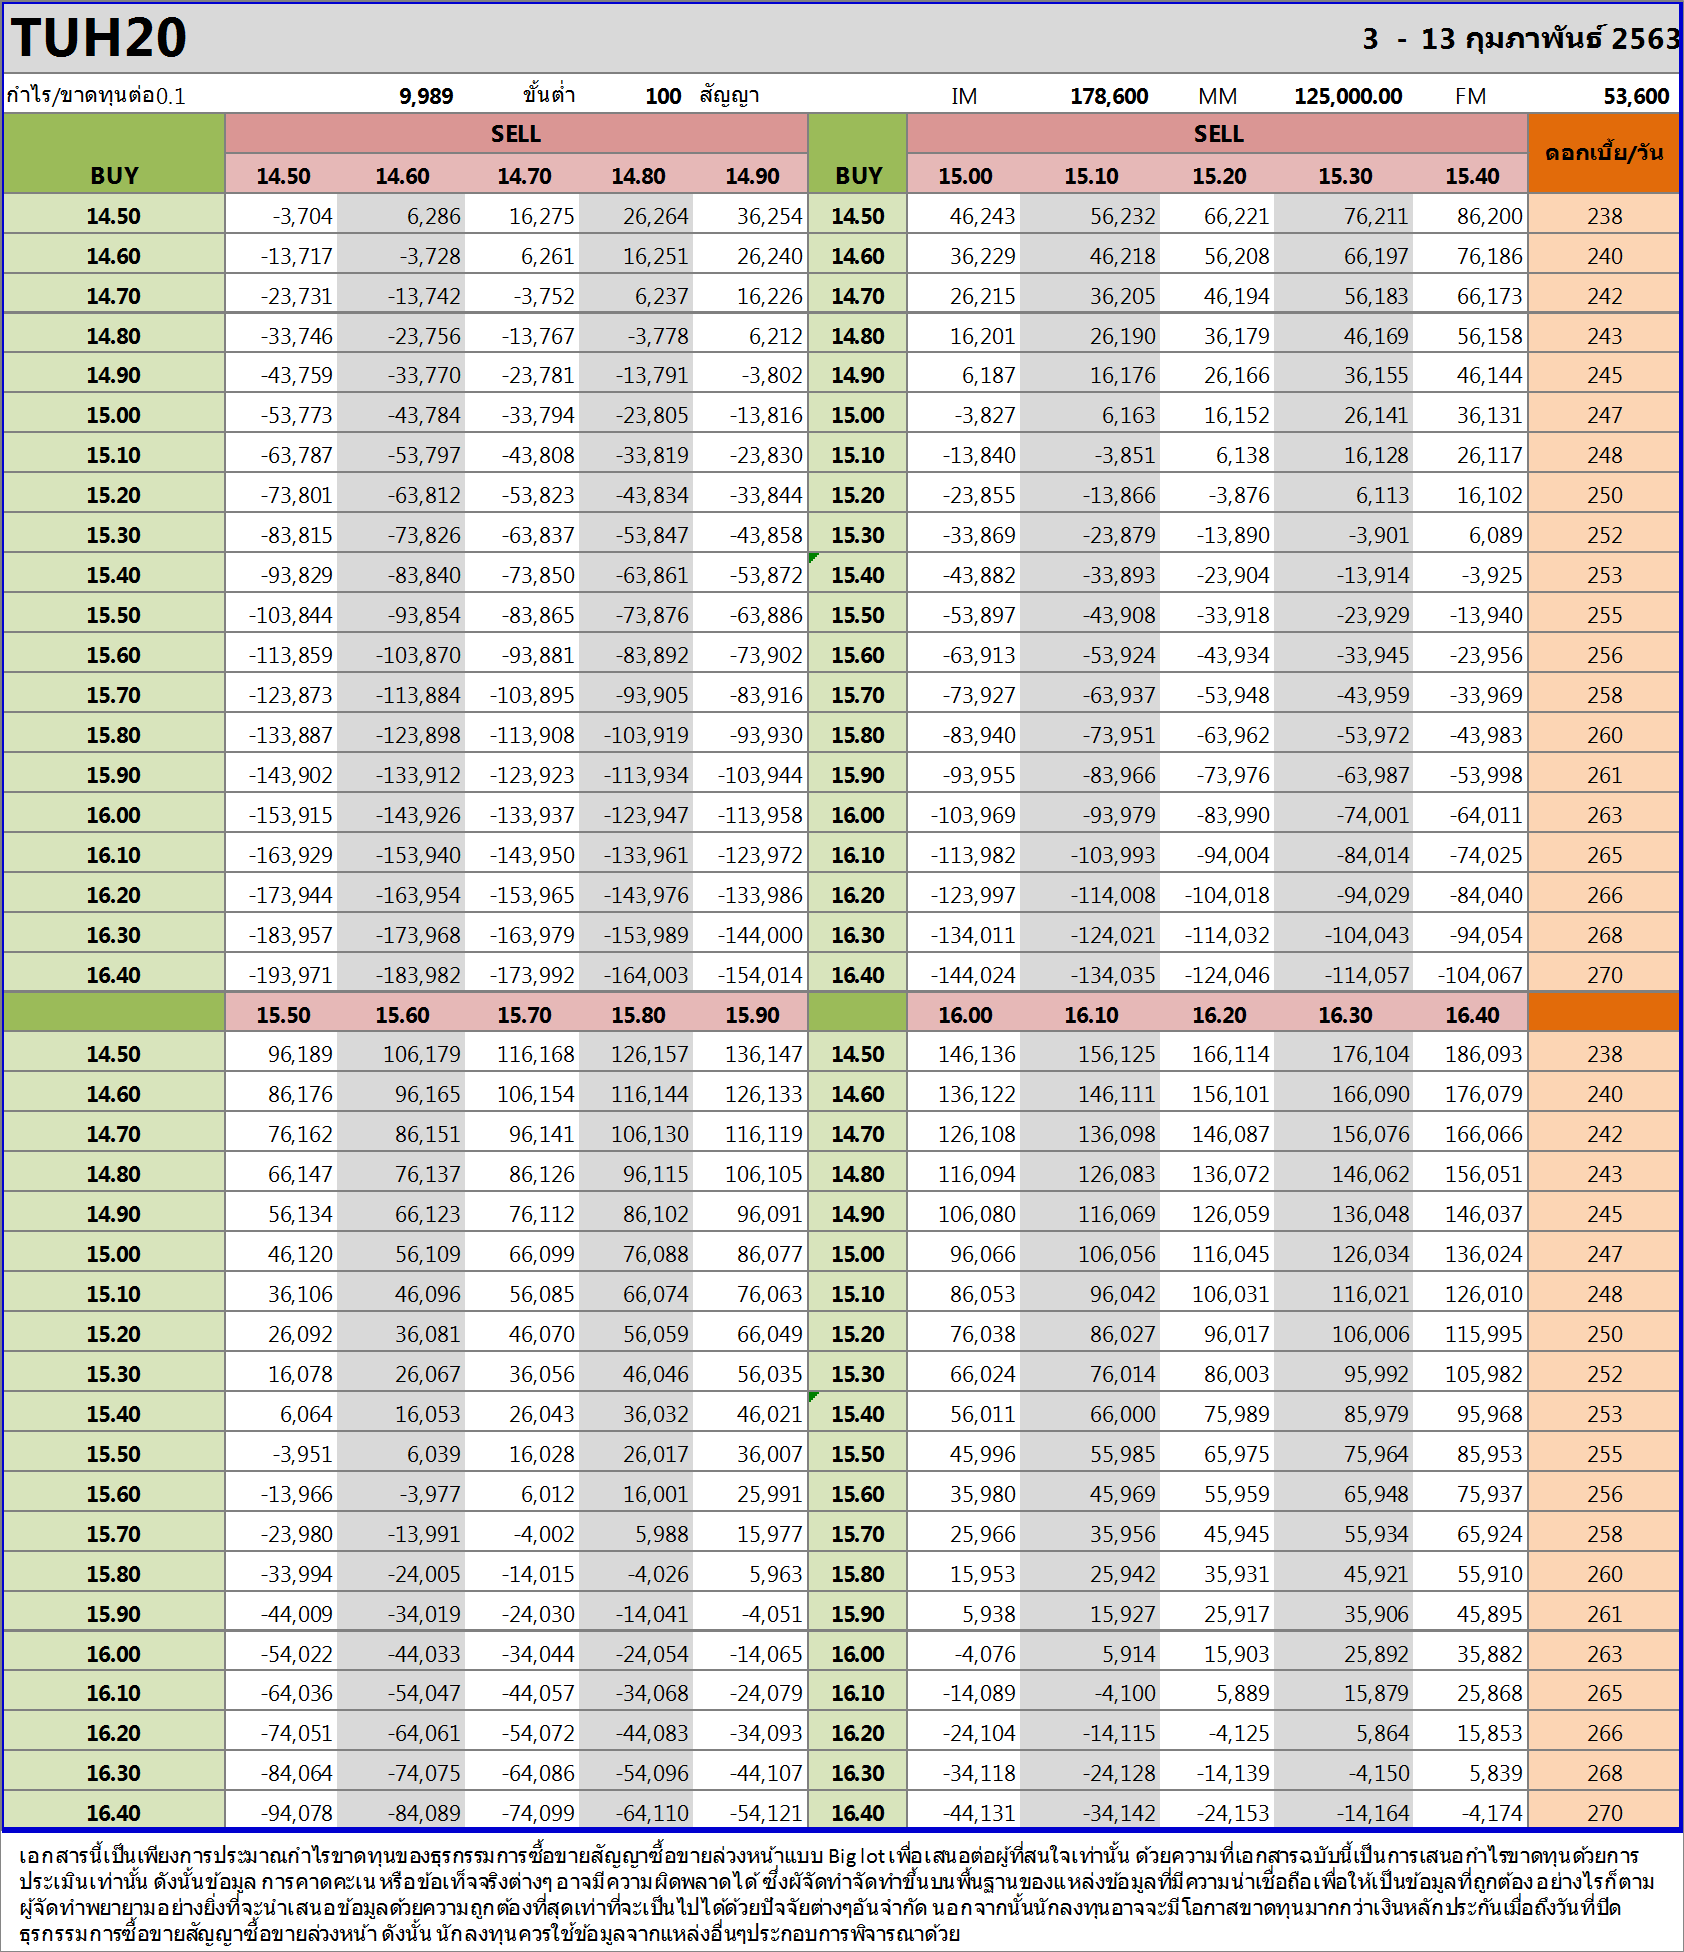 TUH20 3 - 13 กุมภาพันธ์ 2563
กำไร/ขาดทุนต่อ0.1 9,989 ขั้นต่ำ 100 สัญญา IM 178,600 MM 125,000.00 FM 53,600
SELL SELL ดอกเบี้ย/วัน
BUY 14.50 14.60 14.70 14.80 14.90 BUY 15.00 15.10 15.20 15.30 15.40
14.50 -3,704 6,286 16,275 26,264 36,254 14.50 46,243 56,232 66,221 76,211 86,200 238
14.60 -13,717 -3,728 6,261 16,251 26,240 14.60 36,229 46,218 56,208 66,197 76,186 240
14.70 -23,731 -13,742 -3,752 6,237 16,226 14.70 26,215 36,205 46,194 56,183 66,173 242
14.80 -33,746 -23,756 -13,767 -3,778 6,212 14.80 16,201 26,190 36,179 46,169 56,158 243
14.90 -43,759 -33,770 -23,781 -13,791 -3,802 14.90 6,187 16,176 26,166 36,155 46,144 245
15.00 -53,773 -43,784 -33,794 -23,805 -13,816 15.00 -3,827 6,163 16,152 26,141 36,131 247
15.10 -63,787 -53,797 -43,808 -33,819 -23,830 15.10 -13,840 -3,851 6,138 16,128 26,117 248
15.20 -73,801 -63,812 -53,823 -43,834 -33,844 15.20 -23,855 -13,866 -3,876 6,113 16,102 250
15.30 -83,815 -73,826 -63,837 -53,847 -43,858 15.30 -33,869 -23,879 -13,890 -3,901 6,089 252
15.40 -93,829 -83,840 -73,850 -63,861 -53,872 15.40 -43,882 -33,893 -23,904 -13,914 -3,925 253
15.50 -103,844 -93,854 -83,865 -73,876 -63,886 15.50 -53,897 -43,908 -33,918 -23,929 -13,940 255
15.60 -113,859 -103,870 -93,881 -83,892 -73,902 15.60 -63,913 -53,924 -43,934 -33,945 -23,956 256
15.70 -123,873 -113,884 -103,895 -93,905 -83,916 15.70 -73,927 -63,937 -53,948 -43,959 -33,969 258
15.80 -133,887 -123,898 -113,908 -103,919 -93,930 15.80 -83,940 -73,951 -63,962 -53,972 -43,983 260
15.90 -143,902 -133,912 -123,923 -113,934 -103,944 15.90 -93,955 -83,966 -73,976 -63,987 -53,998 261
16.00 -153,915 -143,926 -133,937 -123,947 -113,958 16.00 -103,969 -93,979 -83,990 -74,001 -64,011 263
16.10 -163,929 -153,940 -143,950 -133,961 -123,972 16.10 -113,982 -103,993 -94,004 -84,014 -74,025 265
16.20 -173,944 -163,954 -153,965 -143,976 -133,986 16.20 -123,997 -114,008 -104,018 -94,029 -84,040 266
16.30 -183,957 -173,968 -163,979 -153,989 -144,000 16.30 -134,011 -124,021 -114,032 -104,043 -94,054 268
16.40 -193,971 -183,982 -173,992 -164,003 -154,014 16.40 -144,024 -134,035 -124,046 -114,057 -104,067 270
15.50 15.60 15.70 15.80 15.90 16.00 16.10 16.20 16.30 16.40
14.50 96,189 106,179 116,168 126,157 136,147 14.50 146,136 156,125 166,114 176,104 186,093 238
14.60 86,176 96,165 106,154 116,144 126,133 14.60 136,122 146,111 156,101 166,090 176,079 240
14.70 76,162 86,151 96,141 106,130 116,119 14.70 126,108 136,098 146,087 156,076 166,066 242
14.80 66,147 76,137 86,126 96,115 106,105 14.80 116,094 126,083 136,072 146,062 156,051 243
14.90 56,134 66,123 76,112 86,102 96,091 14.90 106,080 116,069 126,059 136,048 146,037 245
15.00 46,120 56,109 66,099 76,088 86,077 15.00 96,066 106,056 116,045 126,034 136,024 247
15.10 36,106 46,096 56,085 66,074 76,063 15.10 86,053 96,042 106,031 116,021 126,010 248
15.20 26,092 36,081 46,070 56,059 66,049 15.20 76,038 86,027 96,017 106,006 115,995 250
15.30 16,078 26,067 36,056 46,046 56,035 15.30 66,024 76,014 86,003 95,992 105,982 252
15.40 6,064 16,053 26,043 36,032 46,021 15.40 56,011 66,000 75,989 85,979 95,968 253
15.50 -3,951 6,039 16,028 26,017 36,007 15.50 45,996 55,985 65,975 75,964 85,953 255
15.60 -13,966 -3,977 6,012 16,001 25,991 15.60 35,980 45,969 55,959 65,948 75,937 256
15.70 -23,980 -13,991 -4,002 5,988 15,977 15.70 25,966 35,956 45,945 55,934 65,924 258
15.80 -33,994 -24,005 -14,015 -4,026 5,963 15.80 15,953 25,942 35,931 45,921 55,910 260
15.90 -44,009 -34,019 -24,030 -14,041 -4,051 15.90 5,938 15,927 25,917 35,906 45,895 261
16.00 -54,022 -44,033 -34,044 -24,054 -14,065 16.00 -4,076 5,914 15,903 25,892 35,882 263
16.10 -64,036 -54,047 -44,057 -34,068 -24,079 16.10 -14,089 -4,100 5,889 15,879 25,868 265
16.20 -74,051 -64,061 -54,072 -44,083 -34,093 16.20 -24,104 -14,115 -4,125 5,864 15,853 266
16.30 -84,064 -74,075 -64,086 -54,096 -44,107 16.30 -34,118 -24,128 -14,139 -4,150 5,839 268
16.40 -94,078 -84,089 -74,099 -64,110 -54,121 16.40 -44,131 -34,142 -24,153 -14,164 -4,174 270
เอกสารนี้เป็นเพียงการประมาณกำไรขาดทุนของธุรกรรมการซื้อขายสัญญาซื้อขายล่วงหน้าแบบ Big lot เพื่อเสนอต่อผู้ที่สนใจเท่านั้น ด้วยความที่เอกสารฉบับนี้เป็นการเสนอกำไรขาดทุนด้วยการ
ประเมินเท่านั้น ดังนั้นข้อมูล การคาดคะเน หรือข้อเท็จจริงต่างๆ อาจมีความผิดพลาดได้ ซึ่งผู้จัดทำจัดทำขึ้นบนพื้นฐานของแหล่งข้อมูลที่มีความน่าเชื่อถือเพื่อให้เป็นข้อมูลที่ถูกต้อง อย่างไรก็ตาม
ผู้จัดทำพยายามอย่างยิ่งที่จะนำเสนอข้อมูลด้วยความถูกต้องที่สุดเท่าที่จะเป็นไปได้ด้วยปัจจัยต่างๆอันจำกัด นอกจากนั้นนักลงทุนอาจจะมีโอกาสขาดทุนมากกว่าเงินหลักประกันเมื่อถึงวันที่ปิด
ธุรกรรมการซื้อขายสัญญาซื้อขายล่วงหน้า ดังนั้น นักลงทุนควรใช้ข้อมูลจากแหล่งอื่นๆประกอบการพิจารณาด้วย